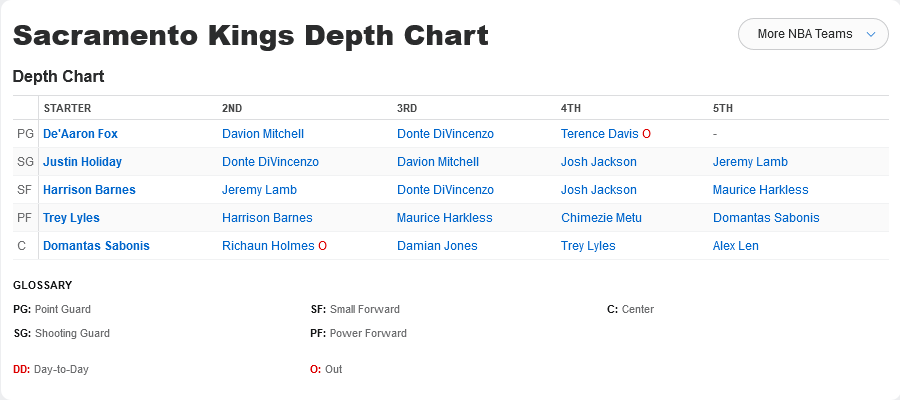 Sacramento Kings Depth Chart
More NBA Teams
Depth Chart
STARTER 2ND 3RD 4TH 5TH
PG De'Aaron Fox Davion Mitchell Donte DiVincenzo Terence Davis O -
SG Justin Holiday Donte DiVincenzo Davion Mitchell Josh Jackson Jeremy Lamb
SF Harrison Barnes Jeremy Lamb Donte DiVincenzo Josh Jackson Maurice Harkless
PF Trey Lyles Harrison Barnes Maurice Harkless Chimezie Metu Domantas Sabonis
C Domantas Sabonis Richaun Holmes O Damian Jones Trey Lyles Alex Len
GLOSSARY
PG: Point Guard SF: Small Forward C: Center
SG: Shooting Guard PF: Power Forward
DD: Day-to-Day O: Out